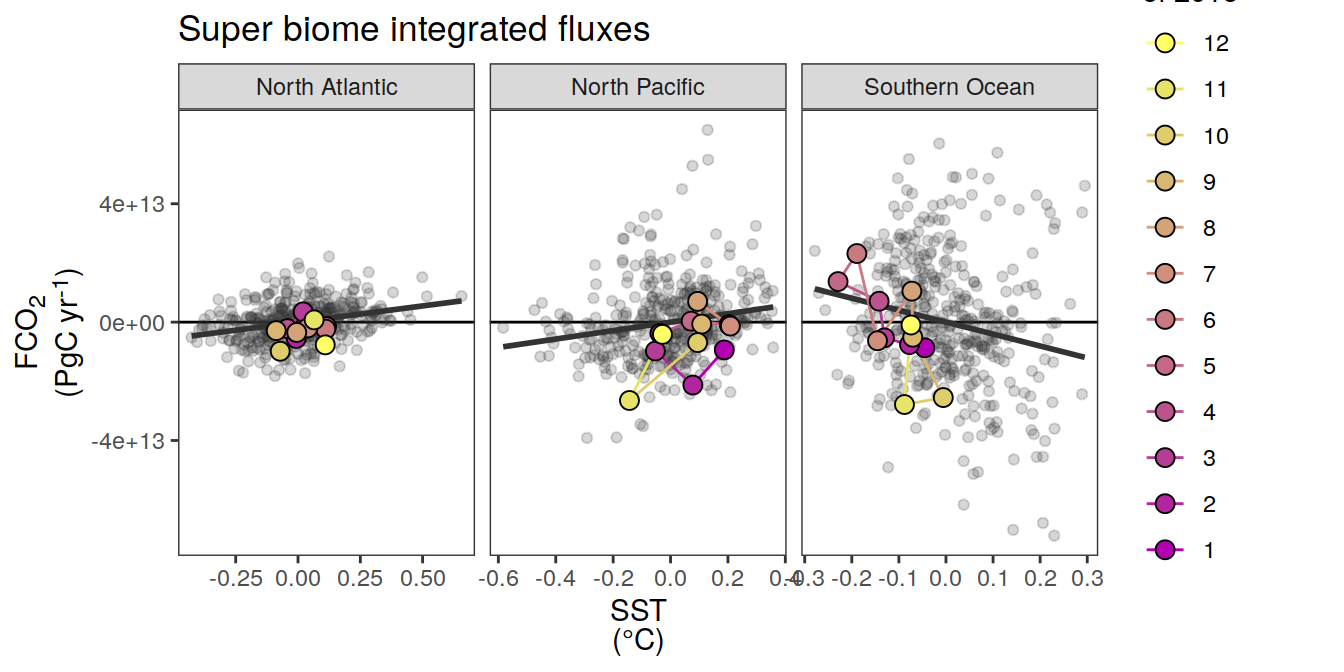 Super biome integrated fluxes
North Atlantic North Pacific Southern Ocean
4e+13
0e+00
-4e+13
FCO₂
(PgC yr⁻¹)
-0.25 0.00 0.25 0.50 -0.6 -0.4 -0.2 0.0 0.2 0.4 -0.3 -0.2 -0.1 0.0 0.1 0.2 0.3
SST
(°C)
12
11
10
9
8
7
6
5
4
3
2
1